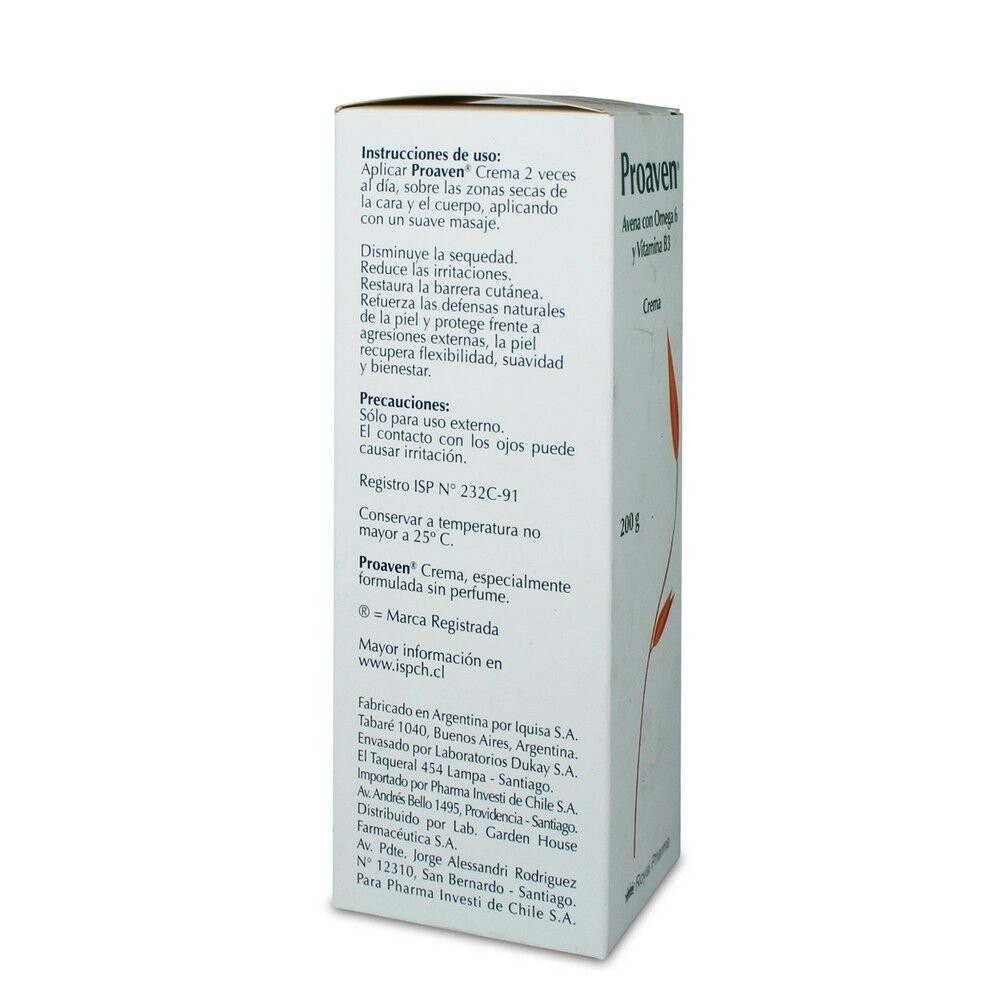 Instrucciones de uso:
Aplicar Proaven® Crema 2 veces
al día, sobre las zonas secas de
la cara y el cuerpo, aplicando
con un suave masaje.
Disminuye la sequedad.
Reduce las irritaciones.
Restaura la barrera cutánea.
Refuerza las defensas naturales
de la piel y protege frente a
agresiones externas, la piel
recupera flexibilidad, suavidad
y bienestar.
Precauciones:
Sólo para uso externo.
El contacto con los ojos puede
causar irritación.
Registro ISP N° 232C-91
Conservar a temperatura no
mayor a 25° C.
Proaven® Crema, especialmente
formulada sin perfume.
® = Marca Registrada
Mayor información en
www.ispch.cl
Fabricado en Argentina por Iquisa S.A.
Tabaré 1040, Buenos Aires, Argentina.
Envasado por Laboratorios Dukay S.A.
El Taqueral 454 Lampa - Santiago.
Importado por Pharma Investi de Chile S.A.
Av. Andrés Bello 1495, Providencia - Santiago.
Distribuido por Lab. Garden House
Farmacéutica S.A.
Av. Pdte. Jorge Alessandri Rodriguez
N° 12310, San Bernardo - Santiago.
Para Pharma Investi de Chile S.A.
Proaven®
Avena con Omega 6
y Vitamina B3
Crema
200 g
Royal Pharma